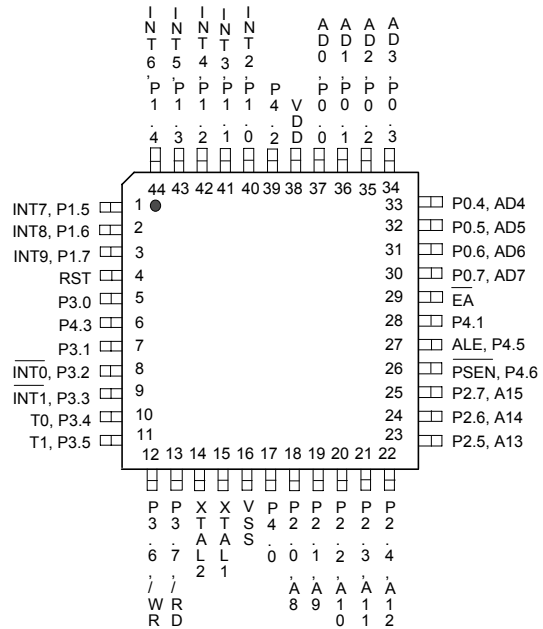 INT6, P1.4
INT5, P1.3
INT4, P1.2
INT3, P1.1
INT2, P1.0
P4.2
VDD
AD0, P0.0
AD1, P0.1
AD2, P0.2
AD3, P0.3
44 43 42 41 40 39 38 37 36 35 34
INT7, P1.5 1
INT8, P1.6 2
INT9, P1.7 3
RST 4
P3.0 5
P4.3 6
P3.1 7
INT0, P3.2 8
INT1, P3.3 9
T0, P3.4 10
T1, P3.5 11
33 P0.4, AD4
32 P0.5, AD5
31 P0.6, AD6
30 P0.7, AD7
29 EA
28 P4.1
27 ALE, P4.5
26 PSEN, P4.6
25 P2.7, A15
24 P2.6, A14
23 P2.5, A13
12 13 14 15 16 17 18 19 20 21 22
P3.6, /WR
P3.7, /RD
XTAL2
XTAL1
VSS
P4.0
P2.0, A8
P2.1, A9
P2.2, A10
P2.3, A11
P2.4, A12